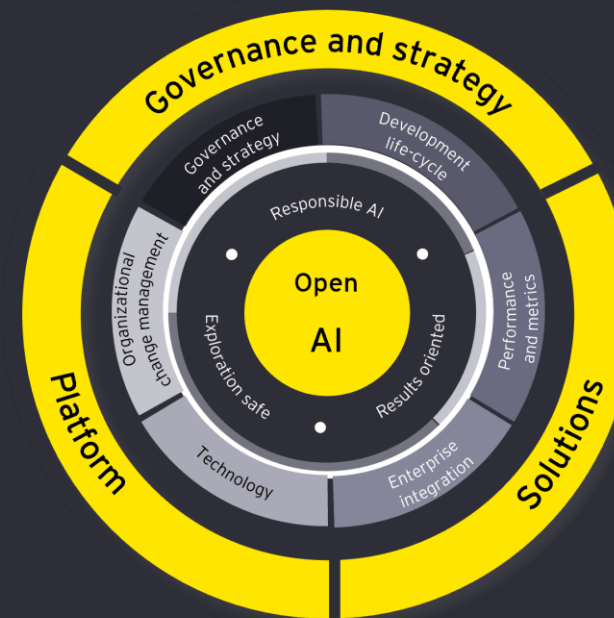 Governance and strategy
Governance
and strategy
Development
life-cycle
Responsible AI
Open
AI
Organizational
change management
Performance
and metrics
Exploration safe
Results oriented
Technology
Enterprise
integration
Platform
Solutions